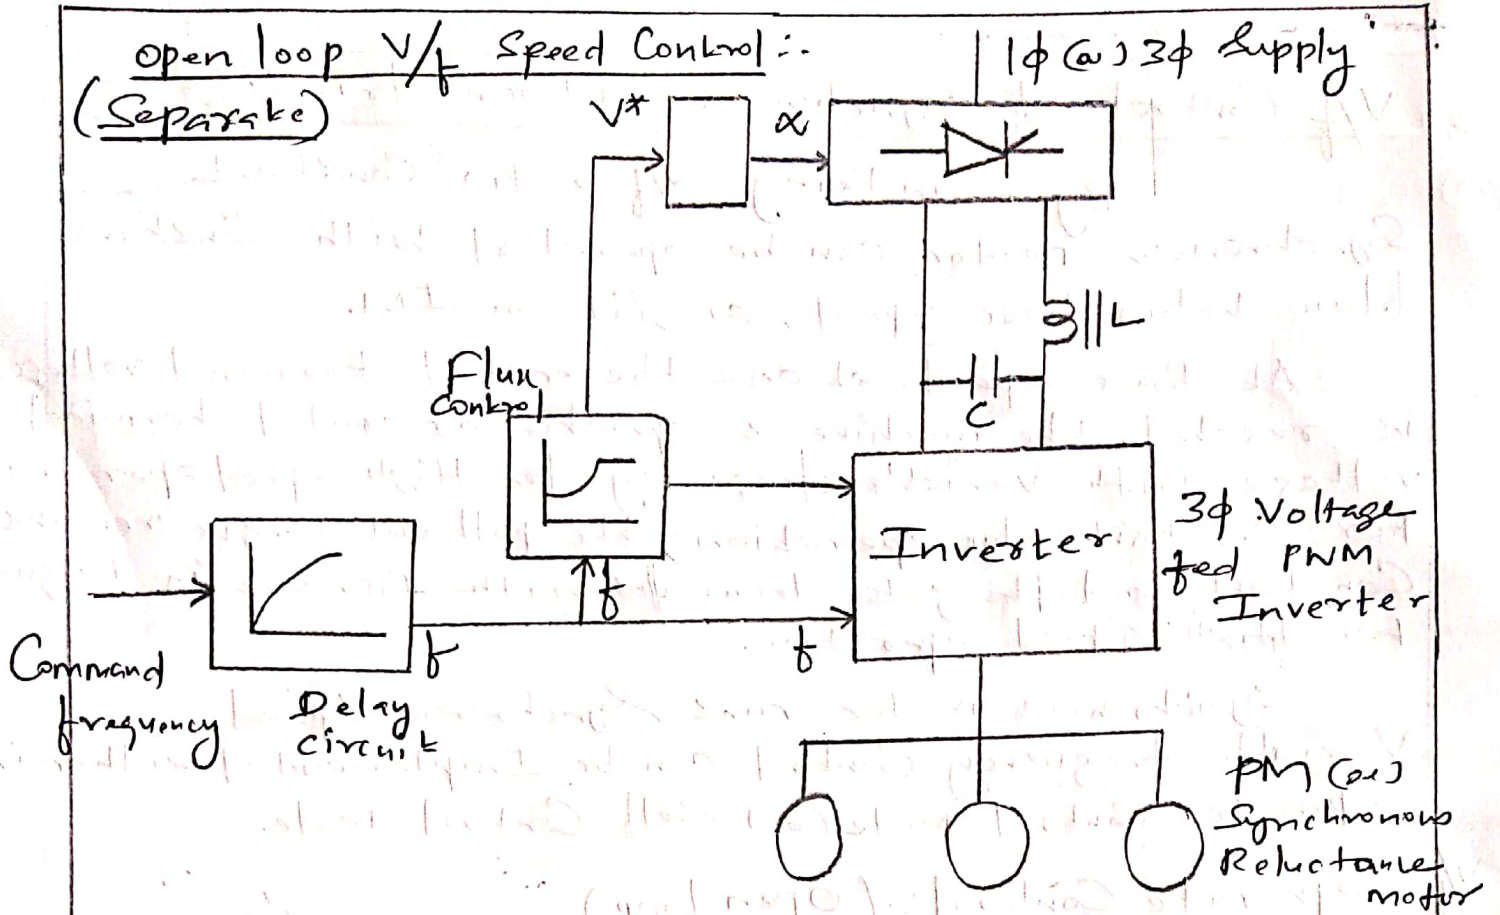 open loop V/f Speed Control :-
(Separate)
1ϕ (or) 3ϕ Supply
V*
α
L
C
Flux
Control
Inverter
3ϕ Voltage
fed PWM
Inverter
f
f
f
Command
frequency
Delay
circuit
PM (or)
Synchronous
Reluctance
motor